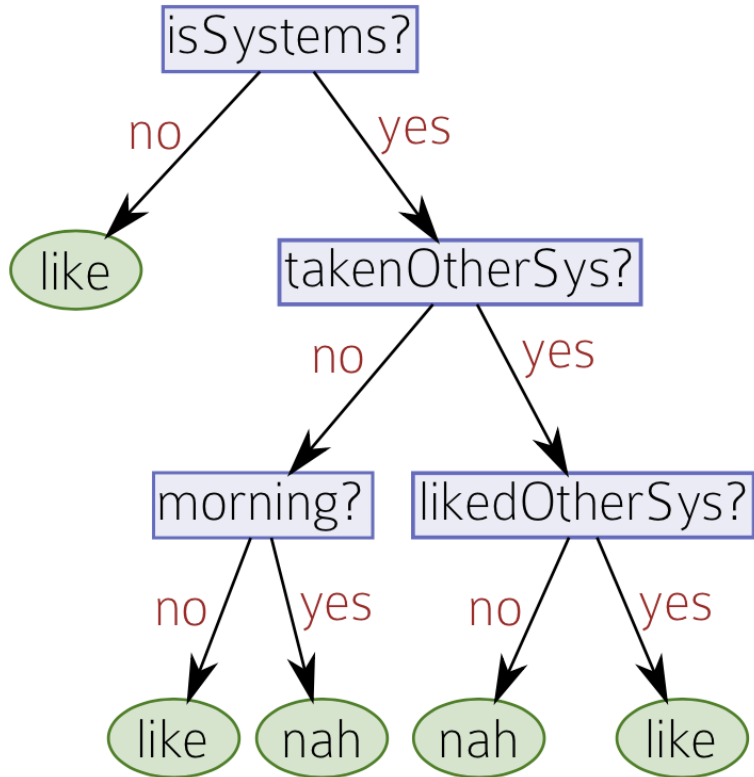 isSystems?
no
yes
like
takenOtherSys?
no
yes
morning?
likedOtherSys?
no
yes
no
yes
like
nah
nah
like